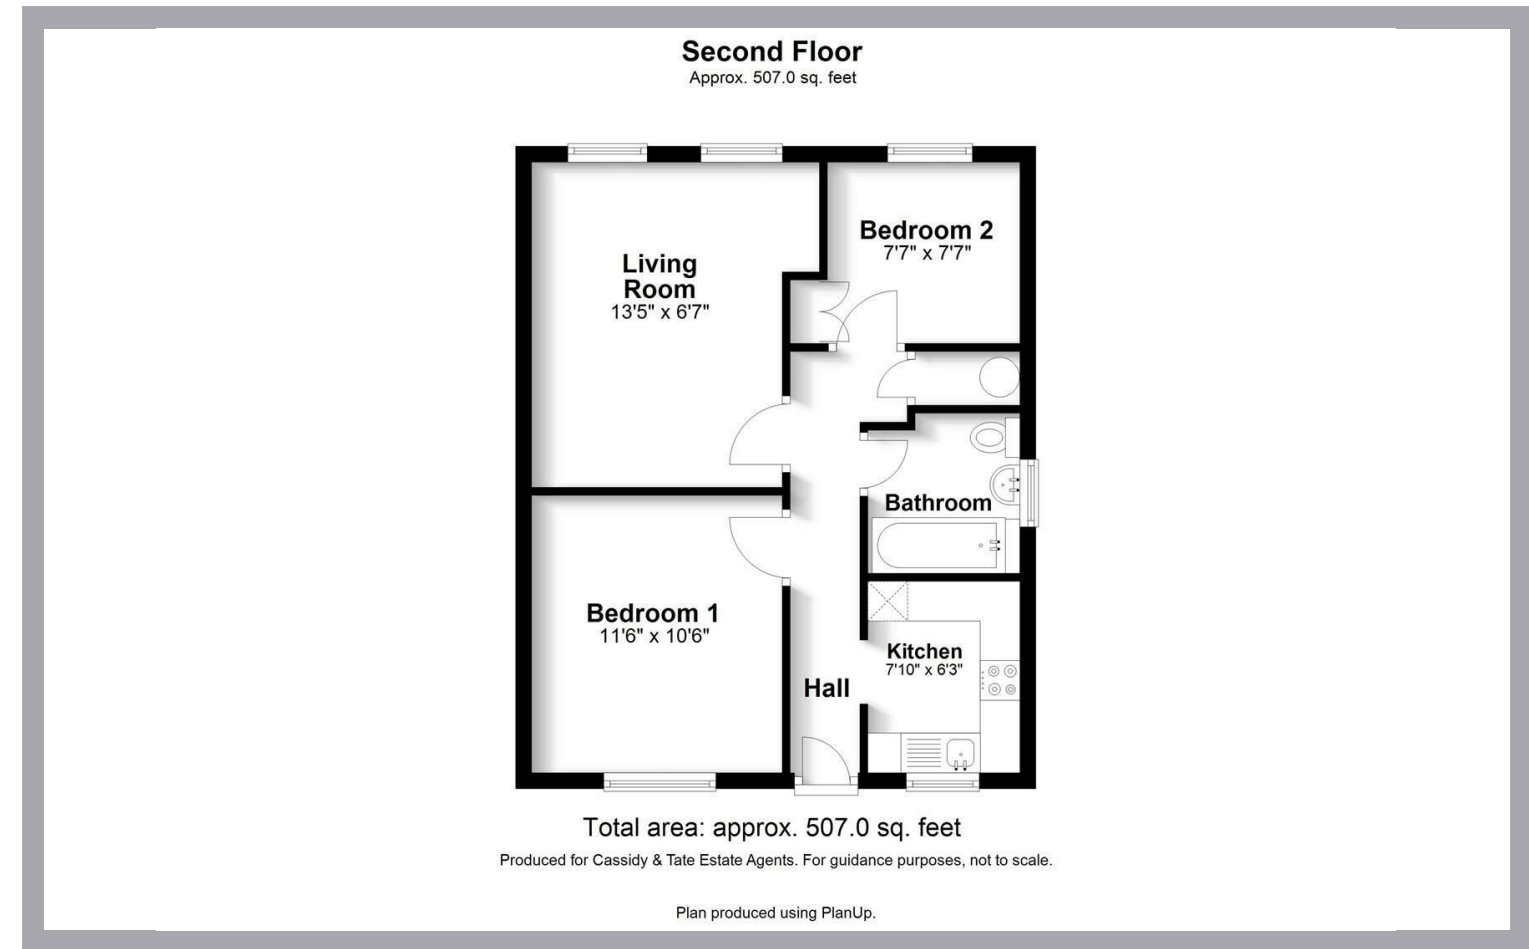 Second Floor
Approx. 507.0 sq. feet
Living
Room
13'5" x 6'7"
Bedroom 2
7'7" x 7'7"
Bathroom
Bedroom 1
11'6" x 10'6"
Kitchen
7'10" x 6'3"
Hall
Total area: approx. 507.0 sq. feet
Produced for Cassidy & Tate Estate Agents. For guidance purposes, not to scale.
Plan produced using PlanUp.